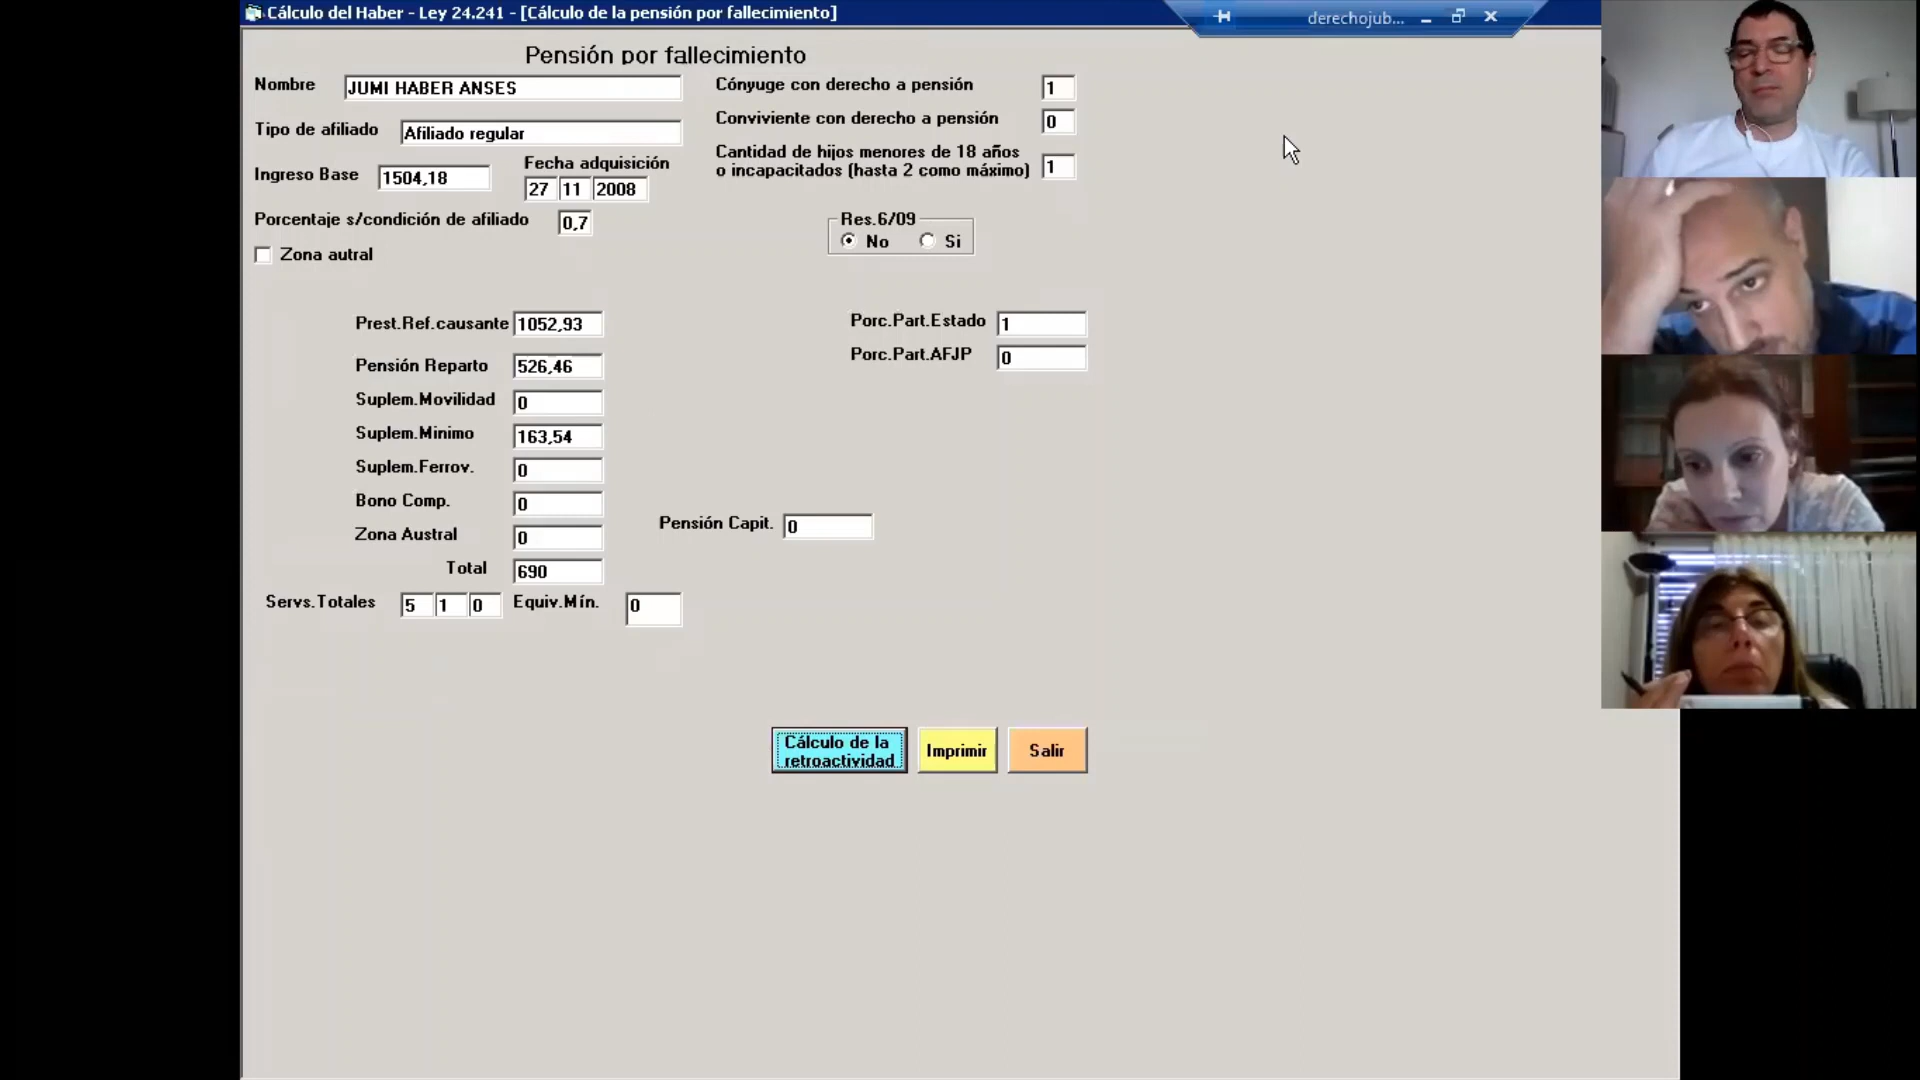 Cálculo del Haber - Ley 24.241 - [Cálculo de la pensión por fallecimiento]
derechojub...
Pensión por fallecimiento
Nombre JUMI HABER ANSES
Cónyuge con derecho a pensión 1
Tipo de afiliado Afiliado regular
Conviviente con derecho a pensión 0
Ingreso Base 1504,18
Fecha adquisición
27 11 2008
Cantidad de hijos menores de 18 años
o incapacitados (hasta 2 como máximo) 1
Porcentaje s/condición de afiliado 0,7
Res.6/09
No Si
Zona autral
Prest.Ref.causante 1052,93
Porc.Part.Estado 1
Pensión Reparto 526,46
Porc.Part.AFJP 0
Suplem.Movilidad 0
Suplem.Minimo 163,54
Suplem.Ferrov. 0
Bono Comp. 0
Pensión Capit. 0
Zona Austral 0
Total 690
Servs.Totales 5 1 0 Equiv.Mín. 0
Cálculo de la
retroactividad
Imprimir
Salir